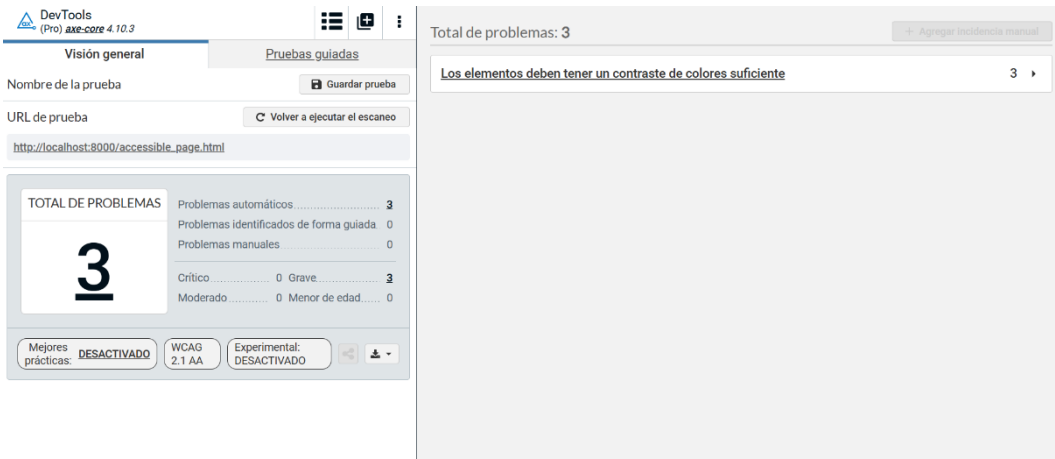 DevTools
(Pro) axe-core 4.10.3
Visión general
Pruebas guiadas
Nombre de la prueba
Guardar prueba
URL de prueba
Volver a ejecutar el escaneo
http://localhost:8000/accessible_page.html
TOTAL DE PROBLEMAS
3
Problemas automáticos 3
Problemas identificados de forma guiada 0
Problemas manuales 0
Crítico 0 Grave 3
Moderado 0 Menor de edad 0
Mejores prácticas: DESACTIVADO
WCAG 2.1 AA
Experimental: DESACTIVADO
Total de problemas: 3
+ Agregar incidencia manual
Los elementos deben tener un contraste de colores suficiente 3